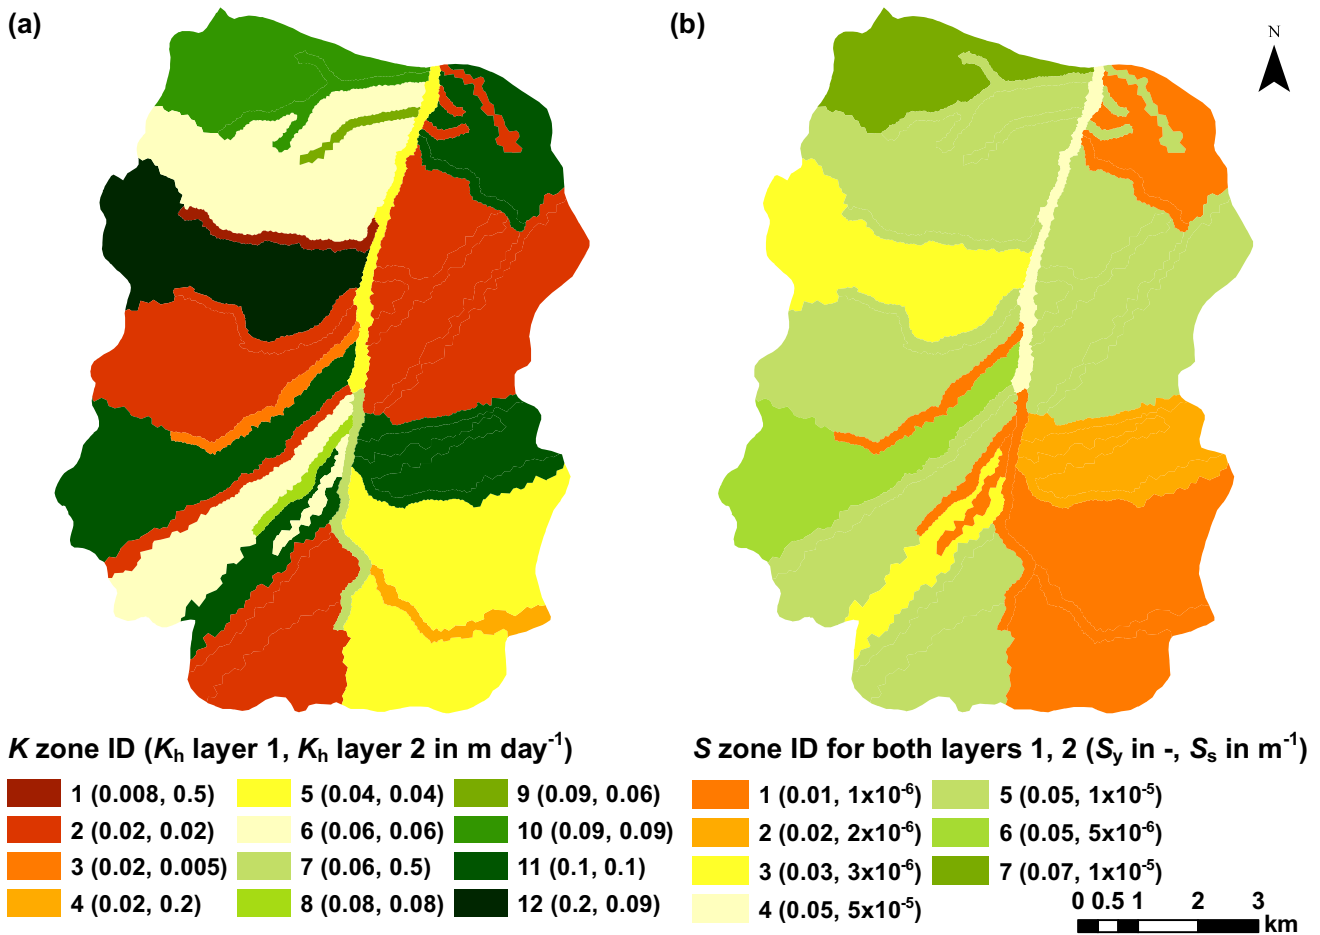 (a)
(b)
N
K zone ID (Kh layer 1, Kh layer 2 in m day-1)
1 (0.008, 0.5)
2 (0.02, 0.02)
3 (0.02, 0.005)
4 (0.02, 0.2)
5 (0.04, 0.04)
6 (0.06, 0.06)
7 (0.06, 0.5)
8 (0.08, 0.08)
9 (0.09, 0.06)
10 (0.09, 0.09)
11 (0.1, 0.1)
12 (0.2, 0.09)
S zone ID for both layers 1, 2 (Sy in -, Ss in m-1)
1 (0.01, 1x10-6)
2 (0.02, 2x10-6)
3 (0.03, 3x10-6)
4 (0.05, 5x10-5)
5 (0.05, 1x10-5)
6 (0.05, 5x10-6)
7 (0.07, 1x10-5)
0 0.5 1 2 3
km